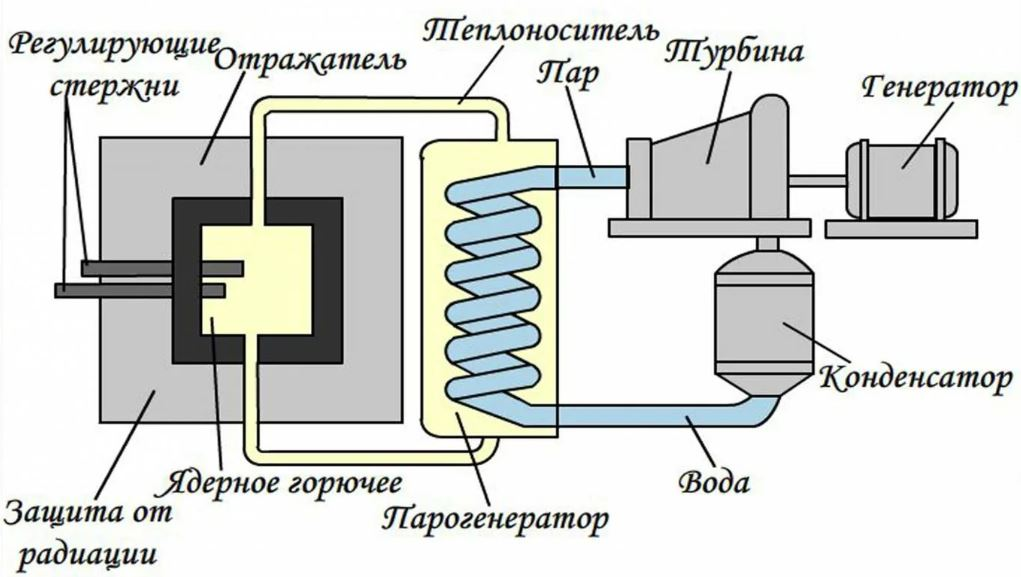 Регулирующие
стержни
Отражатель
Теплоноситель
Пар
Турбина
Генератор
Конденсатор
Вода
Парогенератор
Ядерное горючее
Защита от
радиации